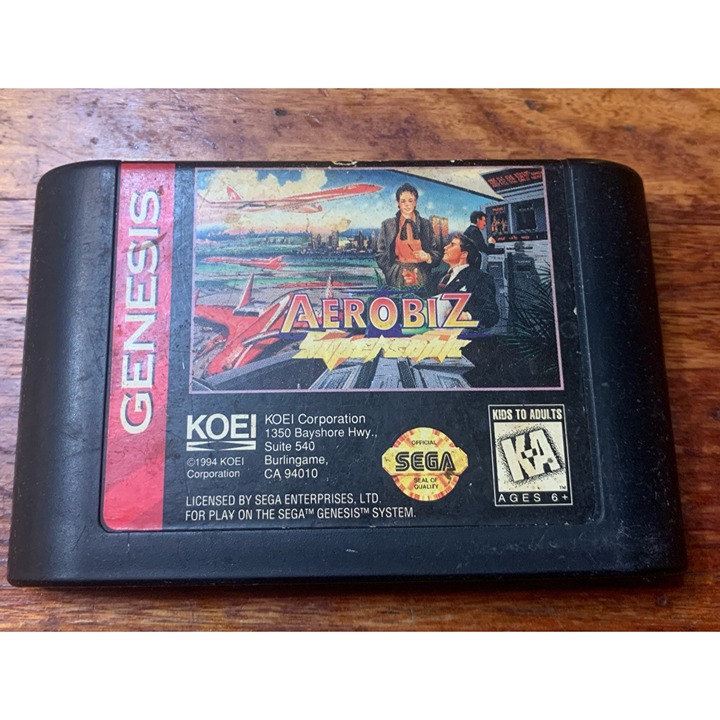 GENESIS
AEROBIZ
Supersonic
KOEI
©1994 KOEI
Corporation
KOEI Corporation
1350 Bayshore Hwy.,
Suite 540
Burlingame,
CA 94010
OFFICIAL
SEGA
SEAL OF
QUALITY
KIDS TO ADULTS
K-A
™
AGES 6+
LICENSED BY SEGA ENTERPRISES, LTD.
FOR PLAY ON THE SEGA™ GENESIS™ SYSTEM.